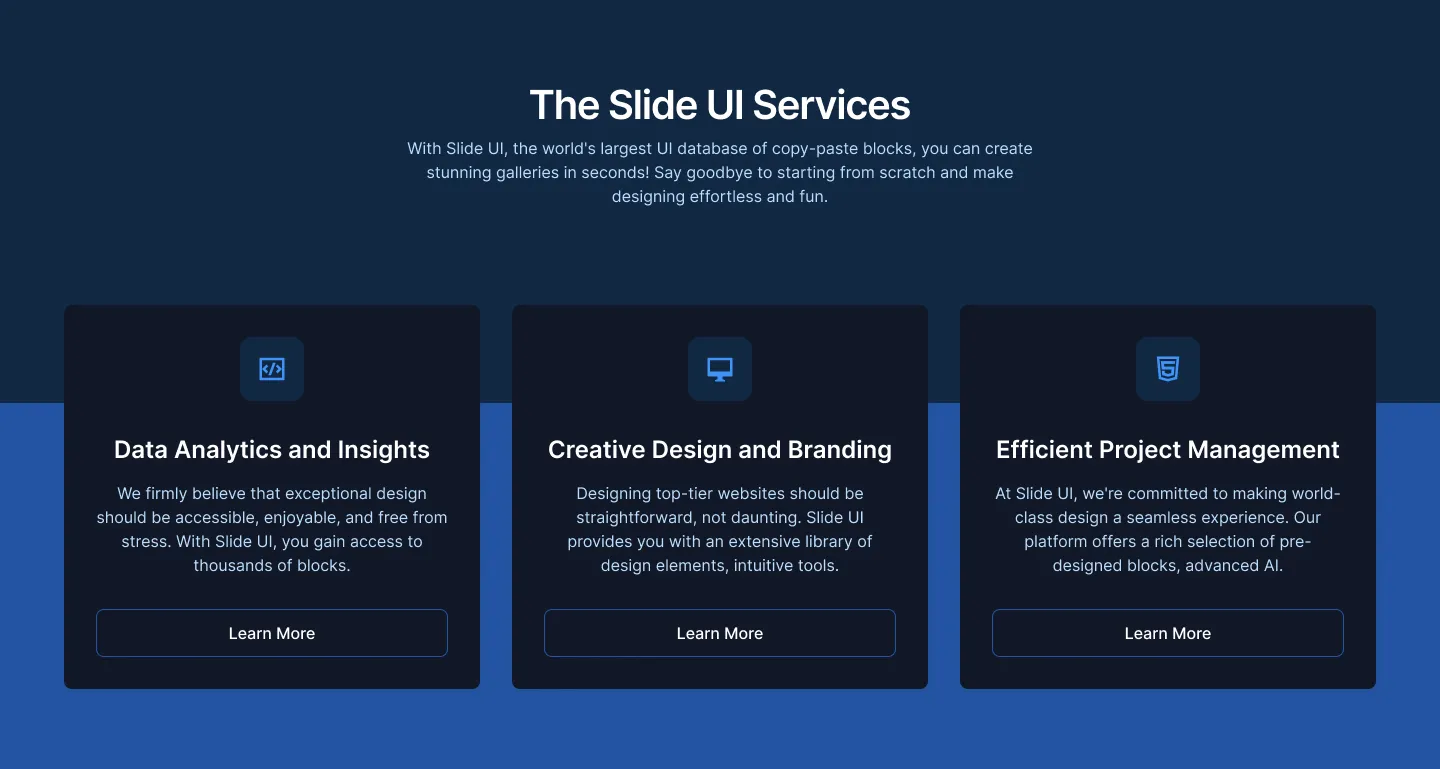 The Slide UI Services
With Slide UI, the world's largest UI database of copy-paste blocks, you can create
stunning galleries in seconds! Say goodbye to starting from scratch and make
designing effortless and fun.
Data Analytics and Insights
We firmly believe that exceptional design
should be accessible, enjoyable, and free from
stress. With Slide UI, you gain access to
thousands of blocks.
Learn More
Creative Design and Branding
Designing top-tier websites should be
straightforward, not daunting. Slide UI
provides you with an extensive library of
design elements, intuitive tools.
Learn More
Efficient Project Management
At Slide UI, we're committed to making world-
class design a seamless experience. Our
platform offers a rich selection of pre-
designed blocks, advanced AI.
Learn More